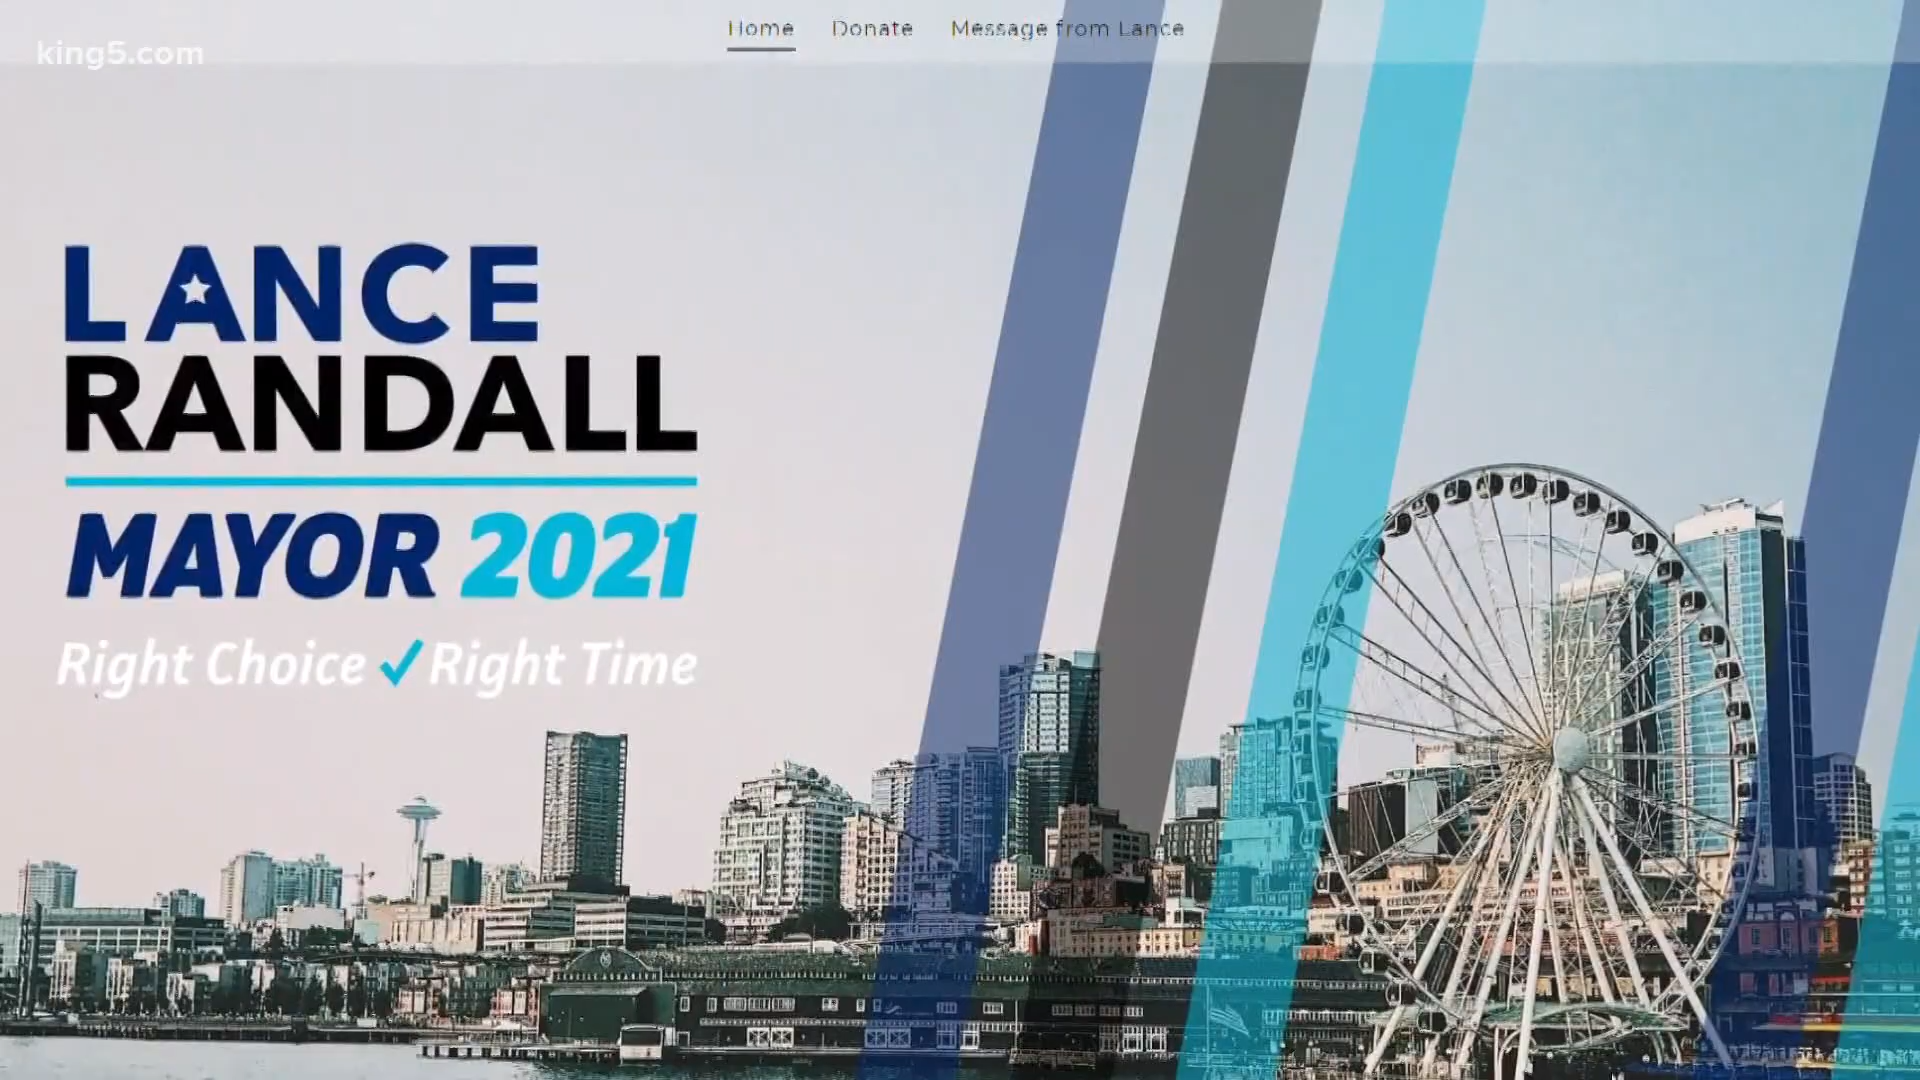 Home Donate Message from Lance
king5.com
LANCE
RANDALL
MAYOR 2021
Right Choice ✓ Right Time